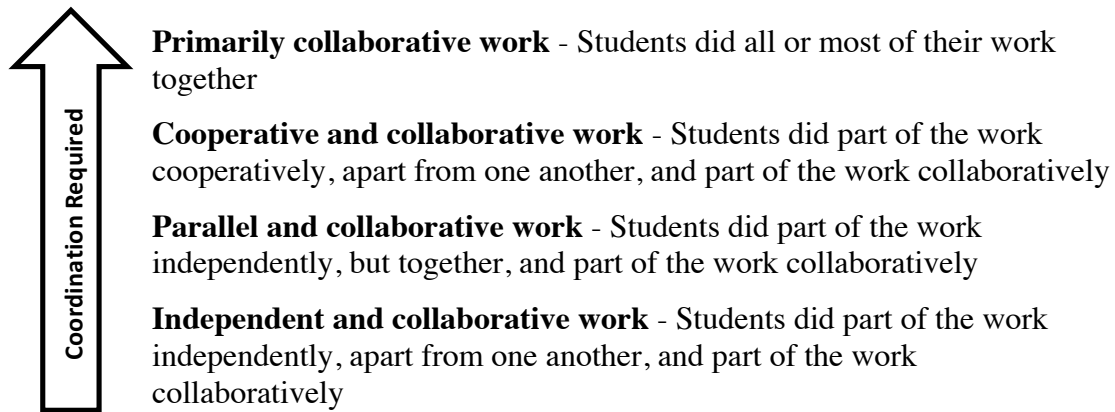 Primarily collaborative work - Students did all or most of their work
together
Cooperative and collaborative work - Students did part of the work
cooperatively, apart from one another, and part of the work collaboratively
Parallel and collaborative work - Students did part of the work
independently, but together, and part of the work collaboratively
Independent and collaborative work - Students did part of the work
independently, apart from one another, and part of the work
collaboratively
Coordination Required